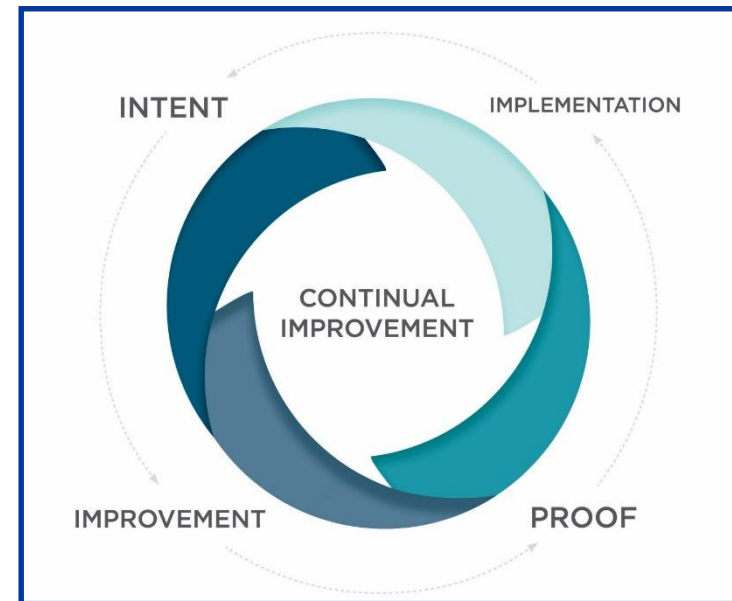 INTENT
IMPLEMENTATION
CONTINUAL
IMPROVEMENT
IMPROVEMENT
PROOF